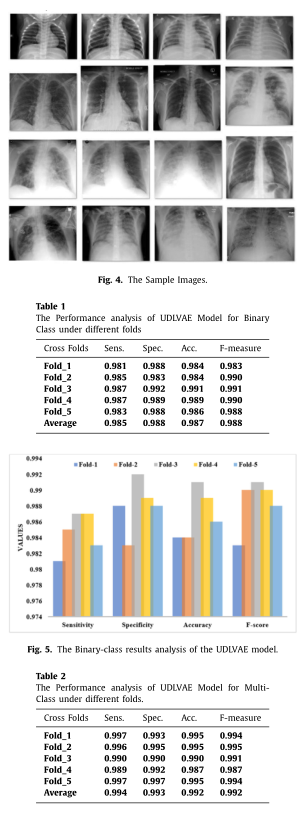 Fig. 4. The Sample Images.
Table 1
The Performance analysis of UDLVAE Model for Binary
Class under different folds
Cross Folds Sens. Spec. Acc. F-measure
Fold_1 0.981 0.988 0.984 0.983
Fold_2 0.985 0.983 0.984 0.990
Fold_3 0.987 0.992 0.991 0.991
Fold_4 0.987 0.989 0.989 0.990
Fold_5 0.983 0.988 0.986 0.988
Average 0.985 0.988 0.987 0.988
0.994
Fold-1 Fold-2 Fold-3 Fold-4 Fold-5
0.992
0.99
0.988
0.986
0.984
0.982
0.98
0.978
0.976
0.974
VALUES
Sensitivity Specificity Accuracy F-score
Fig. 5. The Binary-class results analysis of the UDLVAE model.
Table 2
The Performance analysis of UDLVAE Model for Multi-
Class under different folds.
Cross Folds Sens. Spec. Acc. F-measure
Fold_1 0.997 0.993 0.995 0.994
Fold_2 0.996 0.995 0.995 0.995
Fold_3 0.990 0.990 0.990 0.991
Fold_4 0.989 0.992 0.987 0.987
Fold_5 0.997 0.997 0.995 0.994
Average 0.994 0.993 0.992 0.992